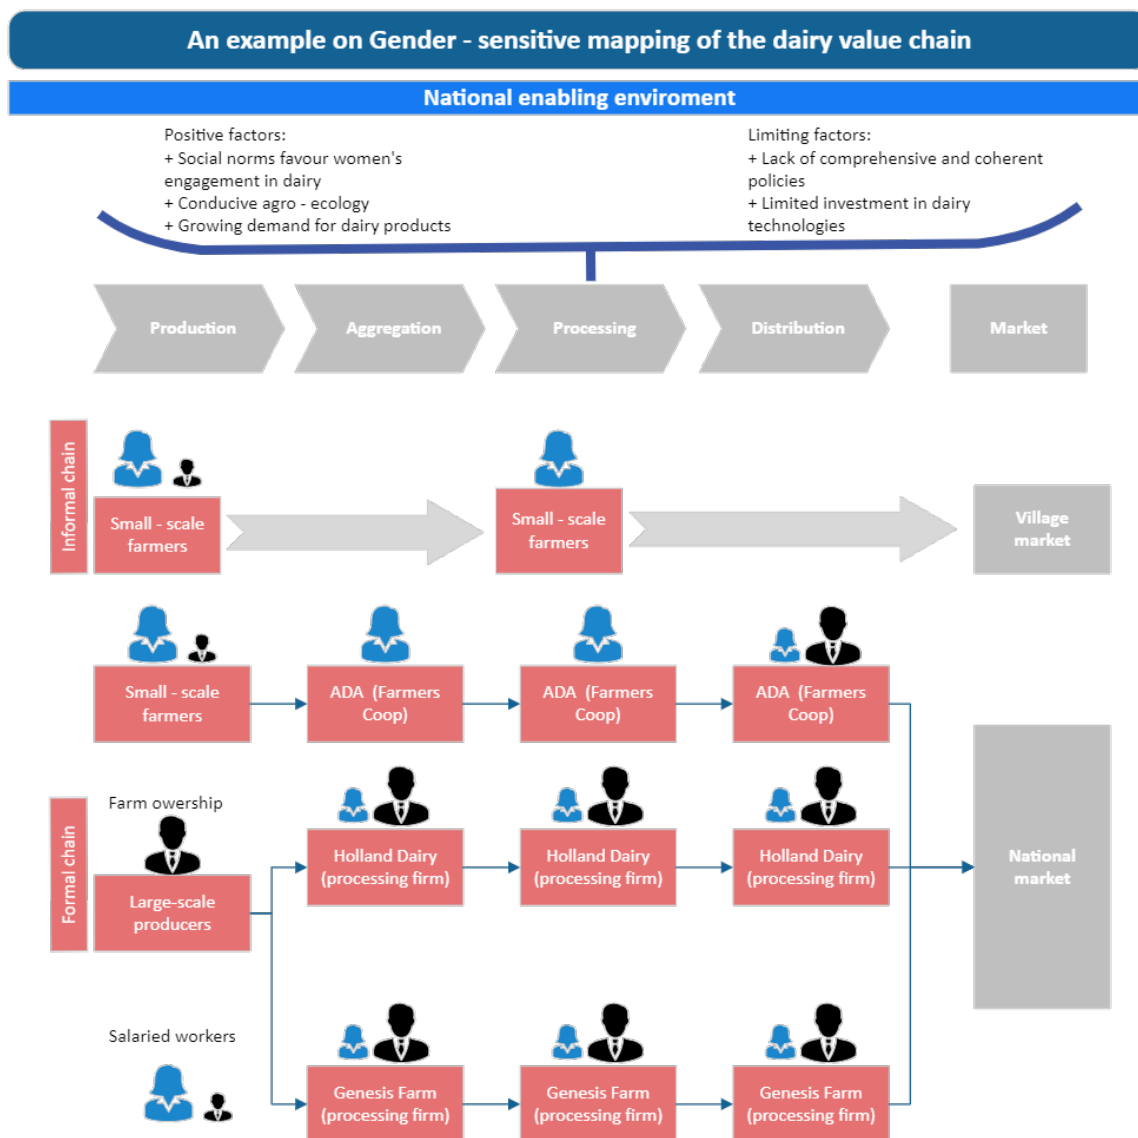 An example on Gender - sensitive mapping of the dairy value chain
National enabling enviroment
Positive factors:
+ Social norms favour women's
engagement in dairy
+ Conducive agro - ecology
+ Growing demand for dairy products
Limiting factors:
+ Lack of comprehensive and coherent
policies
+ Limited investment in dairy
technologies
Production
Aggregation
Processing
Distribution
Market
Informal chain
Small - scale
farmers
Small - scale
farmers
Village
market
Formal chain
Small - scale
farmers
ADA (Farmers
Coop)
ADA (Farmers
Coop)
ADA (Farmers
Coop)
Farm owership
Large-scale
producers
Holland Dairy
(processing firm)
Holland Dairy
(processing firm)
Holland Dairy
(processing firm)
National
market
Salaried workers
Genesis Farm
(processing firm)
Genesis Farm
(processing firm)
Genesis Farm
(processing firm)